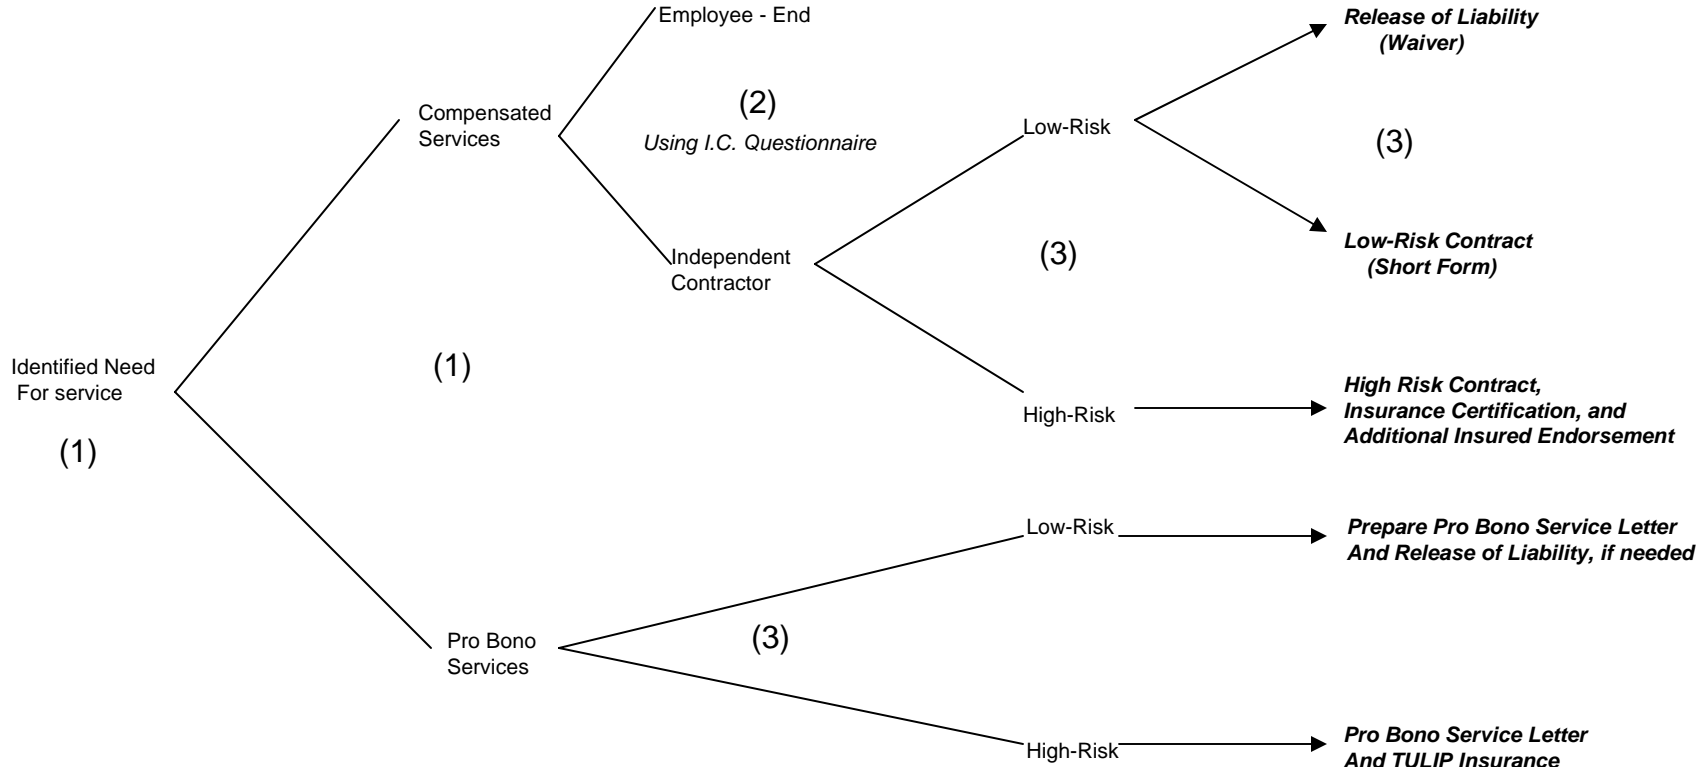 Employee - End
Release of Liability
(Waiver)
Compensated
Services
(2)
Using I.C. Questionnaire
Low-Risk
(3)
Independent
Contractor
(3)
Low-Risk Contract
(Short Form)
Identified Need
For service
(1)
(1)
High-Risk
High Risk Contract,
Insurance Certification, and
Additional Insured Endorsement
Low-Risk
Prepare Pro Bono Service Letter
And Release of Liability, if needed
Pro Bono
Services
(3)
High-Risk
Pro Bono Service Letter
And TULIP Insurance